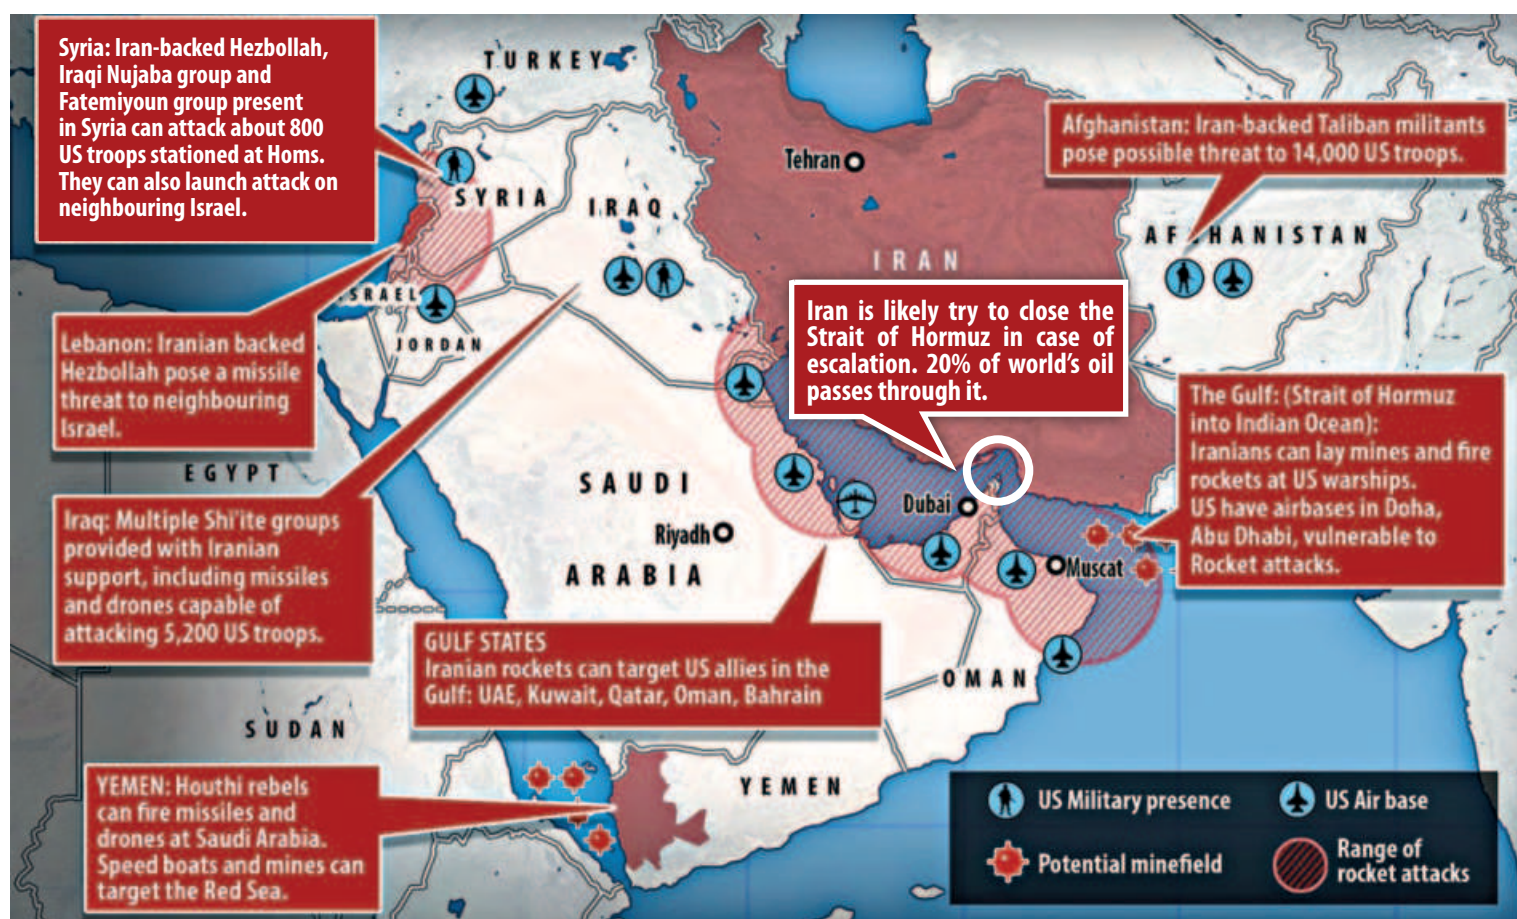 Syria: Iran-backed Hezbollah,
Iraqi Nujaba group and
Fatemiyoun group present
in Syria can attack about 800
US troops stationed at Homs.
They can also launch attack on
neighbouring Israel.
TURKEY
Afghanistan: Iran-backed Taliban militants
pose possible threat to 14,000 US troops.
Tehran
SYRIA
IRAQ
AFGHANISTAN
IRAN
ISRAEL
JORDAN
Iran is likely try to close the
Strait of Hormuz in case of
escalation. 20% of world's oil
passes through it.
Lebanon: Iranian backed
Hezbollah pose a missile
threat to neighbouring
Israel.
The Gulf: (Strait of Hormuz
into Indian Ocean):
Iranians can lay mines and fire
rockets at US warships.
US have airbases in Doha,
Abu Dhabi, vulnerable to
Rocket attacks.
EGYPT
SAUDI
ARABIA
Riyadh
Dubai
Muscat
Iraq: Multiple Shi'ite groups
provided with Iranian
support, including missiles
and drones capable of
attacking 5,200 US troops.
GULF STATES
Iranian rockets can target US allies in the
Gulf: UAE, Kuwait, Qatar, Oman, Bahrain
OMAN
SUDAN
YEMEN
YEMEN: Houthi rebels
can fire missiles and
drones at Saudi Arabia.
Speed boats and mines can
target the Red Sea.
US Military presence
US Air base
Potential minefield
Range of
rocket attacks